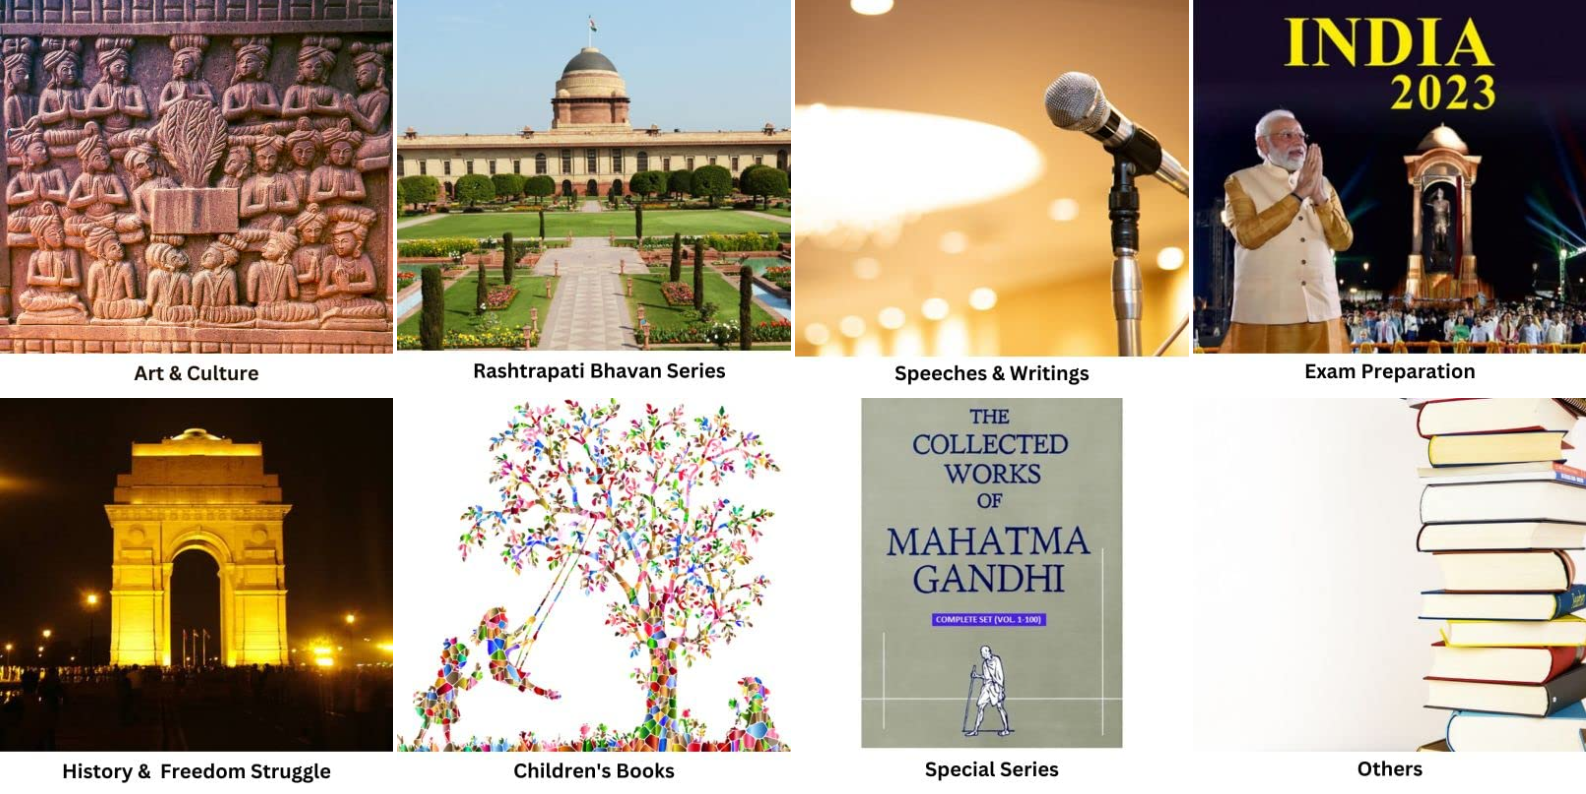 INDIA
2023
Art & Culture
Rashtrapati Bhavan Series
Speeches & Writings
Exam Preparation
THE
COLLECTED
WORKS
OF
MAHATMA
GANDHI
COMPLETE SET (VOL. 1-100)
History &  Freedom Struggle
Children's Books
Special Series
Others